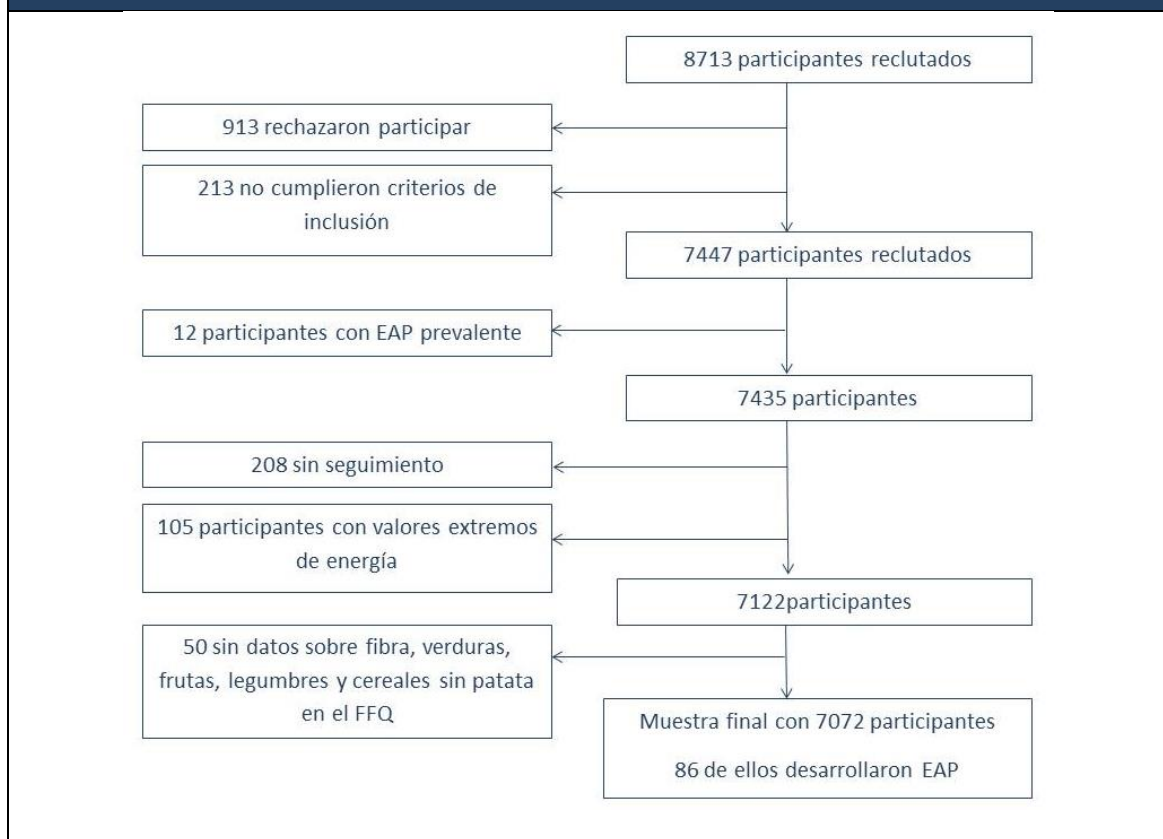 8713 participantes reclutados
913 rechazaron participar
213 no cumplieron criterios de
inclusión
7447 participantes reclutados
12 participantes con EAP prevalente
7435 participantes
208 sin seguimiento
105 participantes con valores extremos
de energía
7122participantes
50 sin datos sobre fibra, verduras,
frutas, legumbres y cereales sin patata
en el FFQ
Muestra final con 7072 participantes
86 de ellos desarrollaron EAP